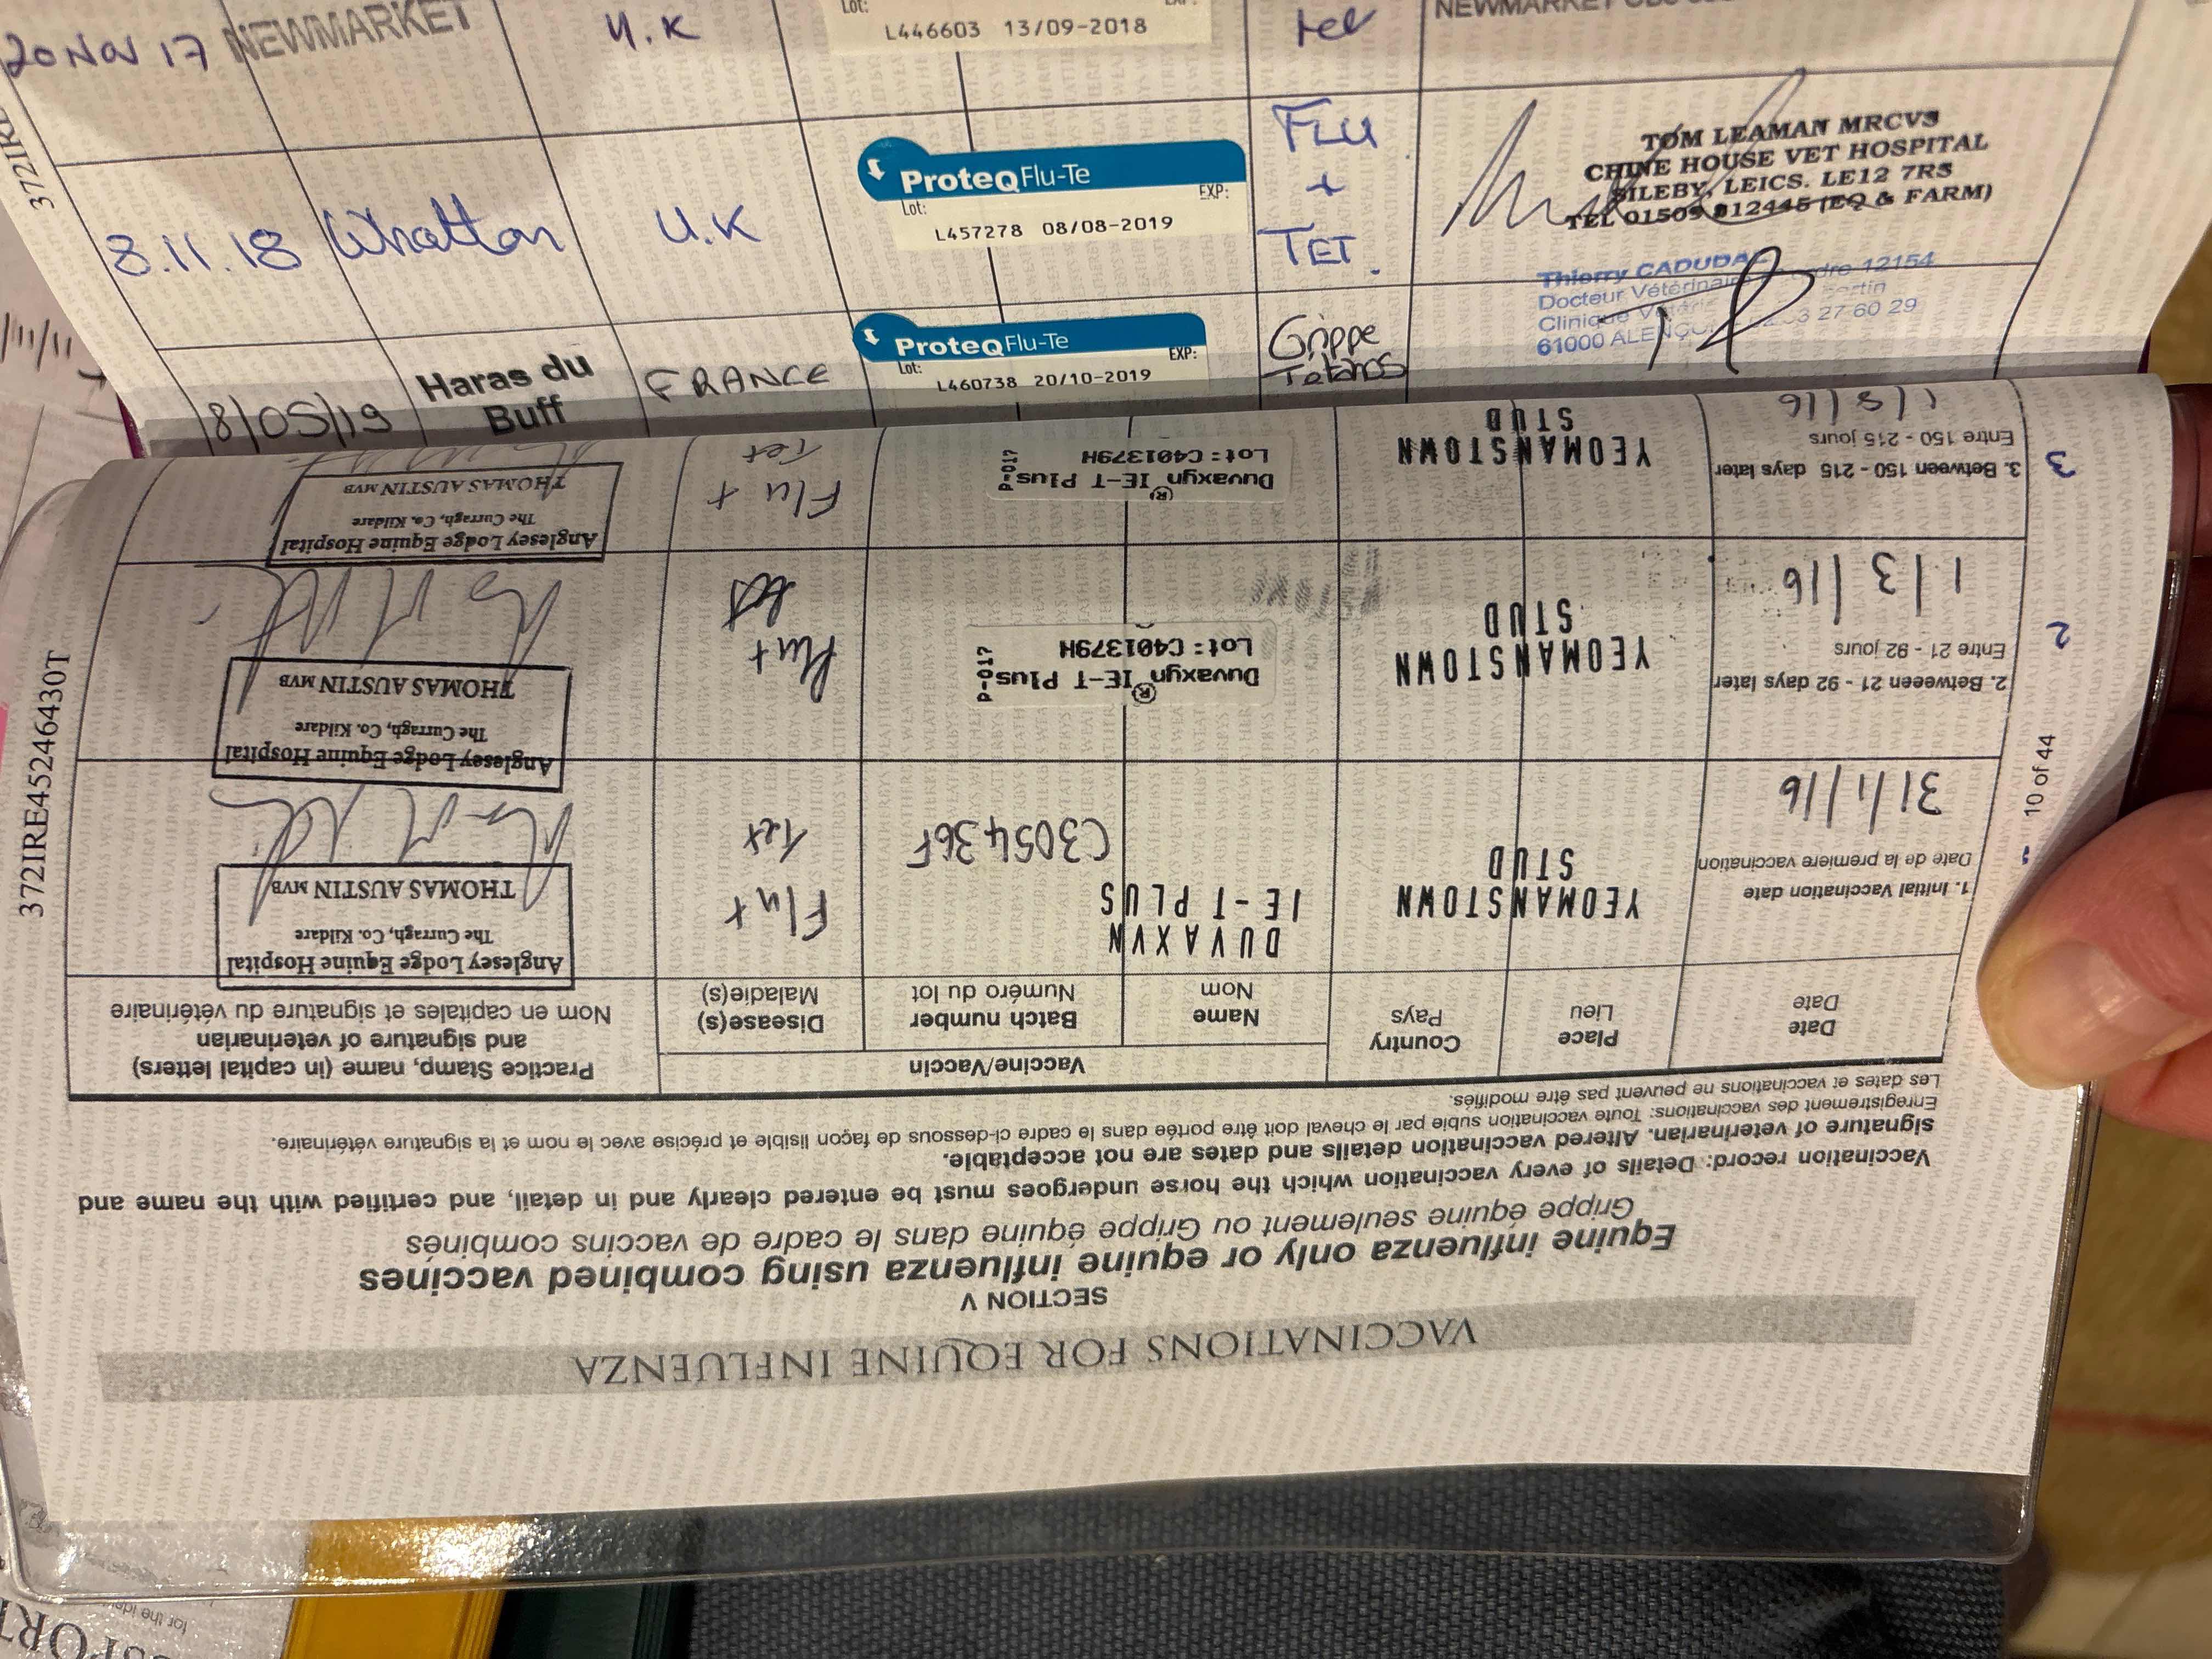 20 Nov 17 NEWMARKET U.K
Lot:
L446603 13/09-2018
tet
8.11.18 Whatton U.K
ProteqFlu-Te
Lot: EXP:
L457278 08/08-2019
FLU
+
TET.
TOM LEAMAN MRCVS
CHINE HOUSE VET HOSPITAL
SILEBY, LEICS. LE12 7RS
TEL 01509 812445 (EQ & FARM)
8/05/19 Haras du
Buff
FRANCE
ProteqFlu-Te
Lot: EXP:
L460738 20/10-2019
Grippe
Tetanos
Thierry CADUDAL
Docteur Vétérinaire 12154
Clinique
61000 ALENÇON 27 60 29
372IRE45246430T
10 of 44
VACCINATIONS FOR EQUINE INFLUENZA
SECTION V
Equine influenza only or equine influenza using combined vaccines
Grippe équine seulement ou Grippe équine dans le cadre de vaccins combinés
Vaccination record: Details of every vaccination which the horse undergoes must be entered clearly and in detail, and certified with the name and
signature of veterinarian. Altered vaccination details and dates are not acceptable.
Enregistrement des vaccinations: Toute vaccination subie par le cheval doit être portée dans le cadre ci-dessous de façon lisible et précise avec le nom et la signature vétérinaire.
Les dates et vaccinations ne peuvent pas être modifiés.
Date
Date
Place
Lieu
Country
Pays
Vaccine/Vaccin
Name
Nom
Batch number
Numéro du lot
Disease(s)
Maladie(s)
Practice Stamp, name (in capital letters)
and signature of veterinarian
Nom en capitales et signature du vétérinaire
1. Initial Vaccination date
Date de la première vaccination
31/1/16
YEOMANSTOWN
STUD
DUVAXYN
IE-T PLUS
C305436F
Flu +
Tet
Anglesey Lodge Equine Hospital
The Curragh, Co. Kildare
THOMAS AUSTIN MVB
2
2. Betweeen 21 - 92 days later
Entre 21 - 92 jours
1/3/16
YEOMANSTOWN
STUD
Duvaxyn® IE-T Plus
Lot: C401379H
P-017
Flu +
tet
Anglesey Lodge Equine Hospital
The Curragh, Co. Kildare
THOMAS AUSTIN MVB
3
3. Between 150 - 215 days later
Entre 150 - 215 jours
1/8/16
YEOMANSTOWN
STUD
Duvaxyn® IE-T Plus
Lot: C401379H
P-017
Flu +
Tet
Anglesey Lodge Equine Hospital
The Curragh, Co. Kildare
THOMAS AUSTIN MVB